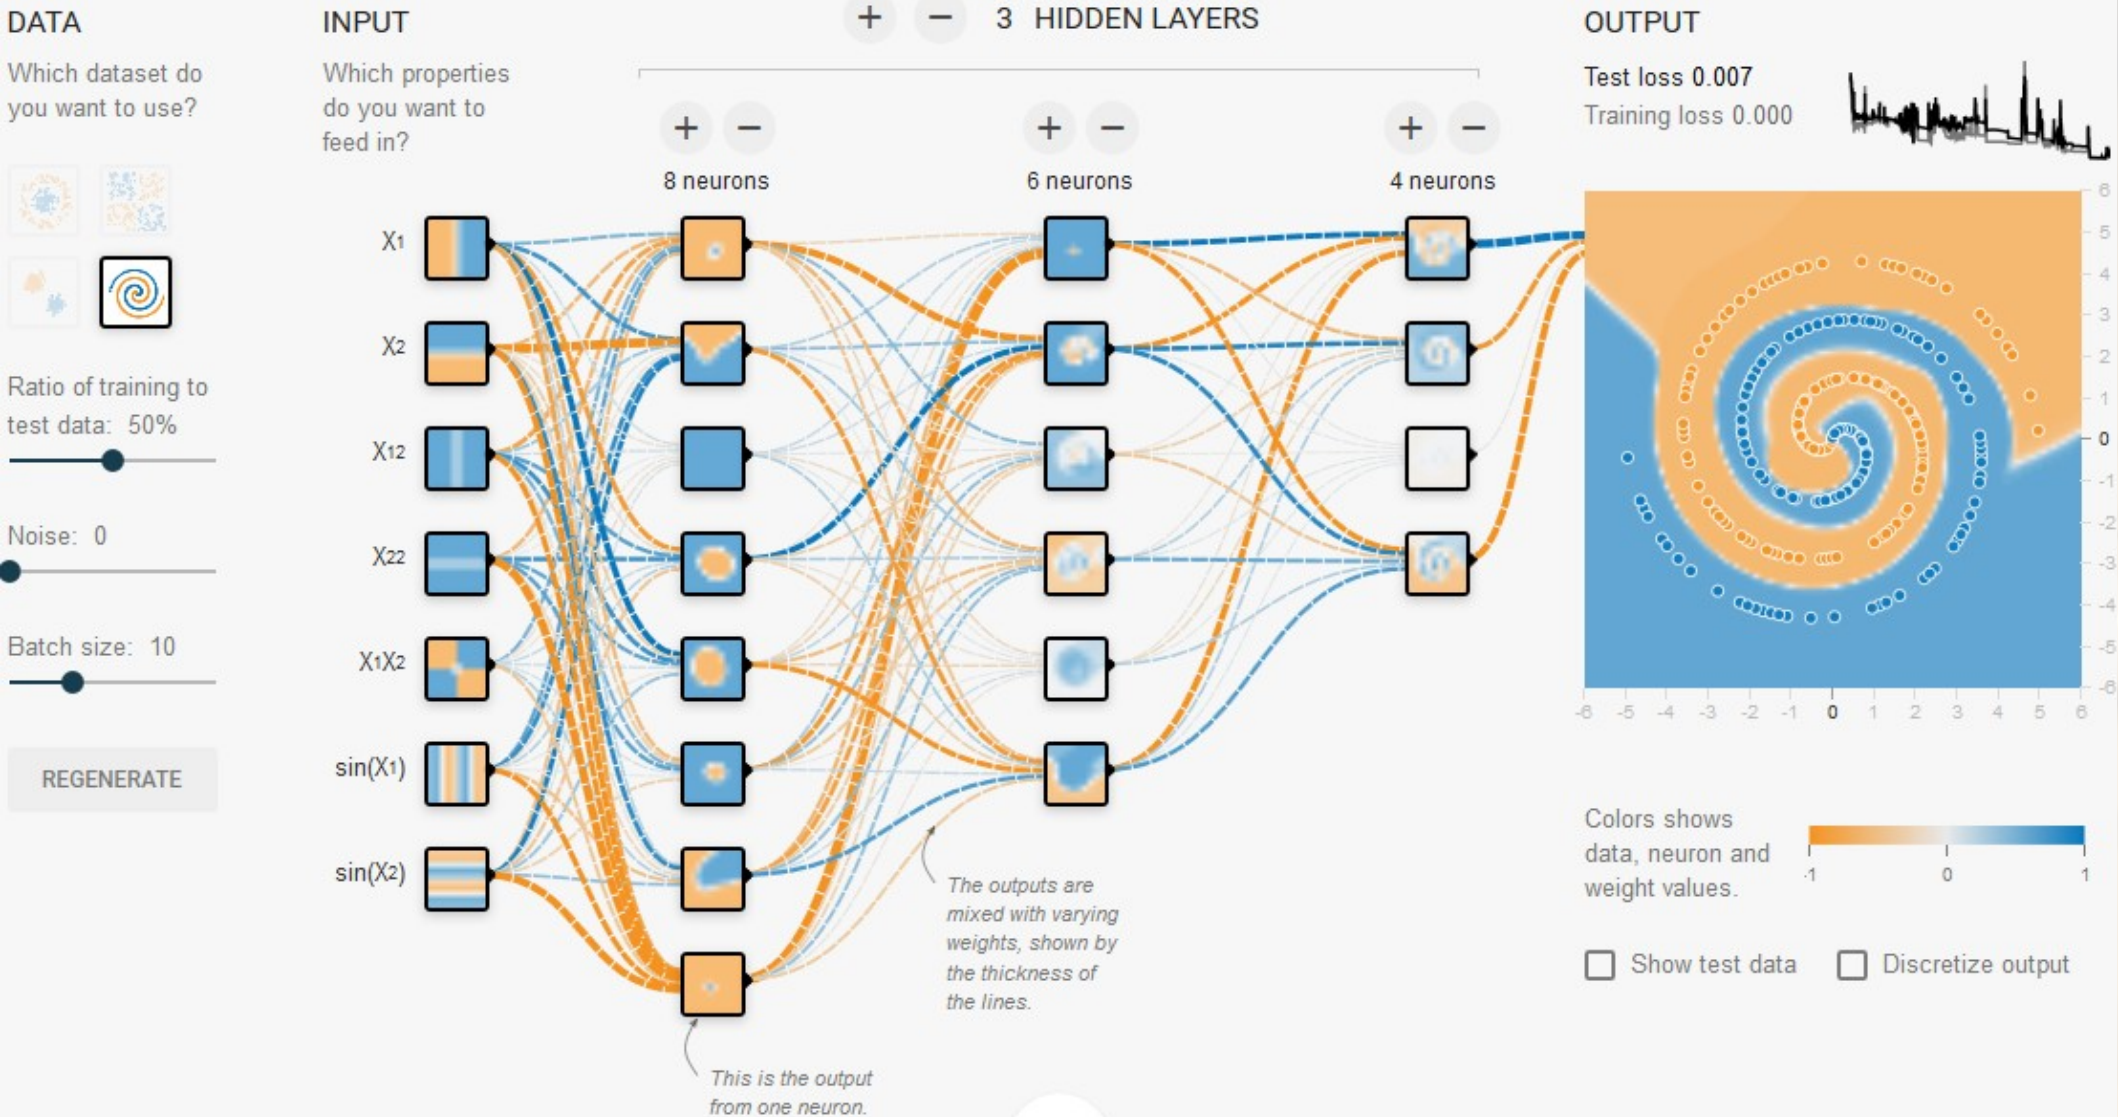 DATA
Which dataset do
you want to use?
Ratio of training to
test data: 50%
Noise: 0
Batch size: 10
REGENERATE
INPUT
Which properties
do you want to
feed in?
X1
X2
X12
X22
X1X2
sin(X1)
sin(X2)
+ − 3 HIDDEN LAYERS
+ − + − + −
8 neurons 6 neurons 4 neurons
The outputs are
mixed with varying
weights, shown by
the thickness of
the lines.
This is the output
from one neuron.
OUTPUT
Test loss 0.007
Training loss 0.000
6
5
4
3
2
1
0
-1
-2
-3
-4
-5
-6
-6 -5 -4 -3 -2 -1 0 1 2 3 4 5 6
Colors shows
data, neuron and
weight values.
-1 0 1
Show test data Discretize output